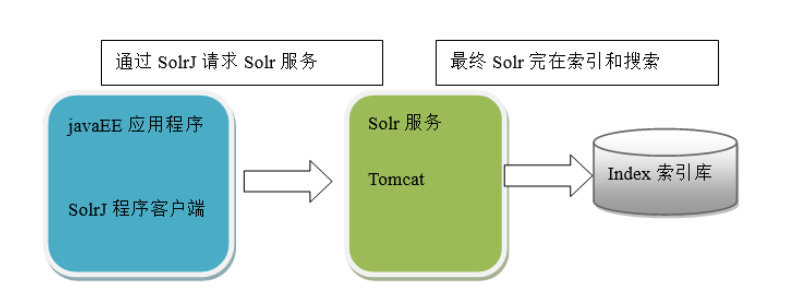 通过 SolrJ 请求 Solr 服务
最终 Solr 完在索引和搜索
javaEE 应用程序
SolrJ 程序客户端
Solr 服务
Tomcat
Index 索引库